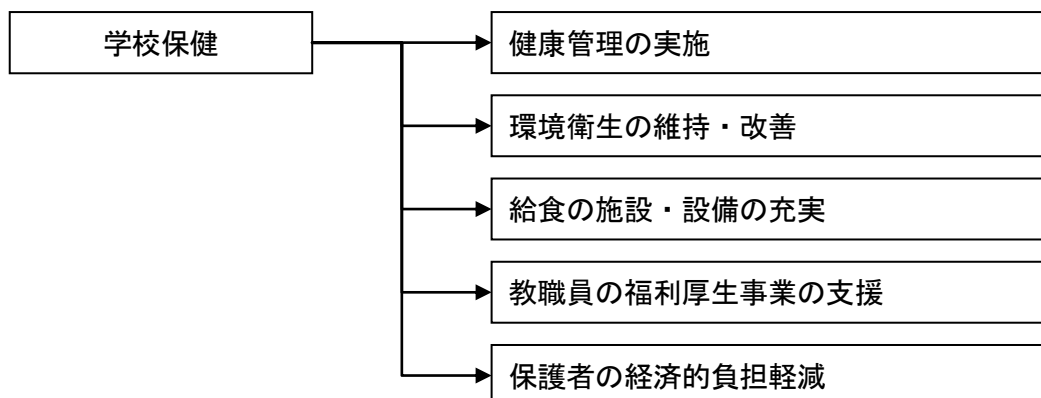 学校保健
健康管理の実施
環境衛生の維持・改善
給食の施設・設備の充実
教職員の福利厚生事業の支援
保護者の経済的負担軽減